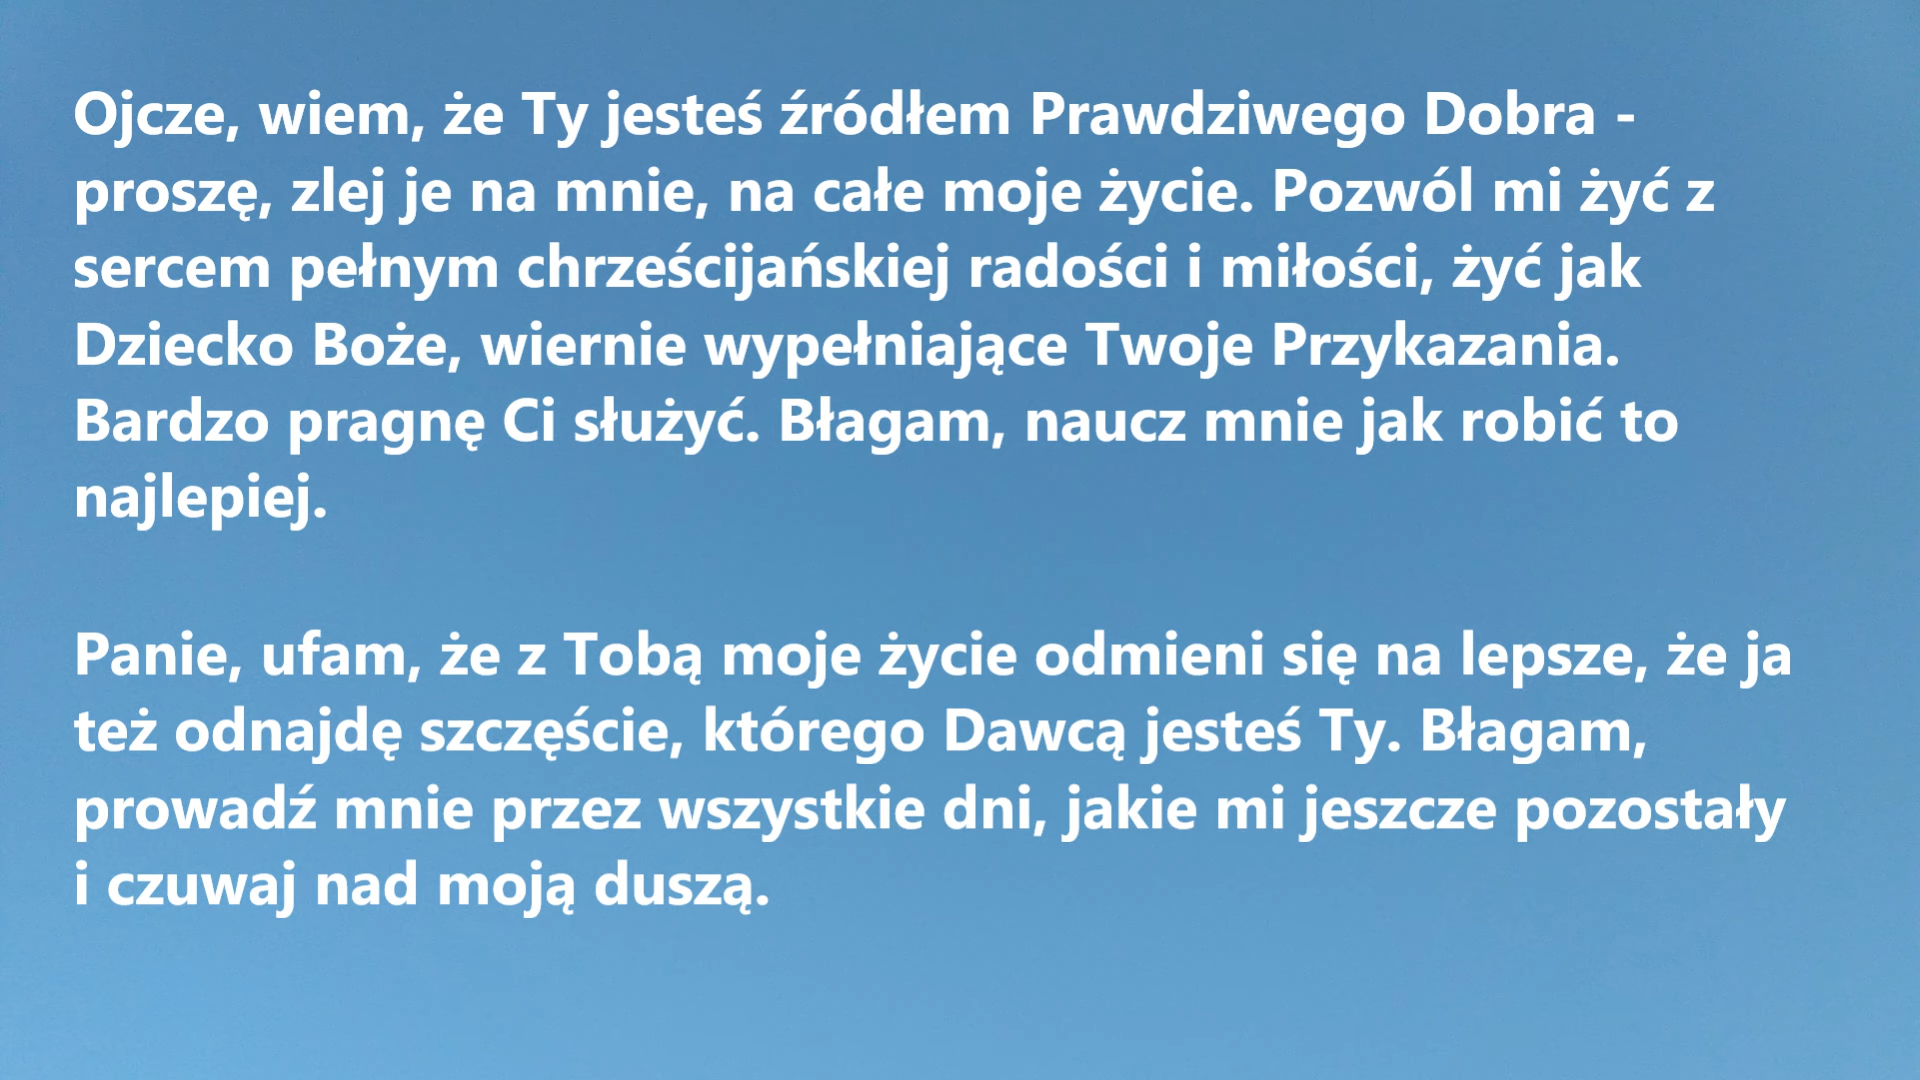 Ojcze, wiem, że Ty jesteś źródłem Prawdziwego Dobra -
proszę, zlej je na mnie, na całe moje życie. Pozwól mi żyć z
sercem pełnym chrześcijańskiej radości i miłości, żyć jak
Dziecko Boże, wiernie wypełniające Twoje Przykazania.
Bardzo pragnę Ci służyć. Błagam, naucz mnie jak robić to
najlepiej.
Panie, ufam, że z Tobą moje życie odmieni się na lepsze, że ja
też odnajdę szczęście, którego Dawcą jesteś Ty. Błagam,
prowadź mnie przez wszystkie dni, jakie mi jeszcze pozostały
i czuwaj nad moją duszą.